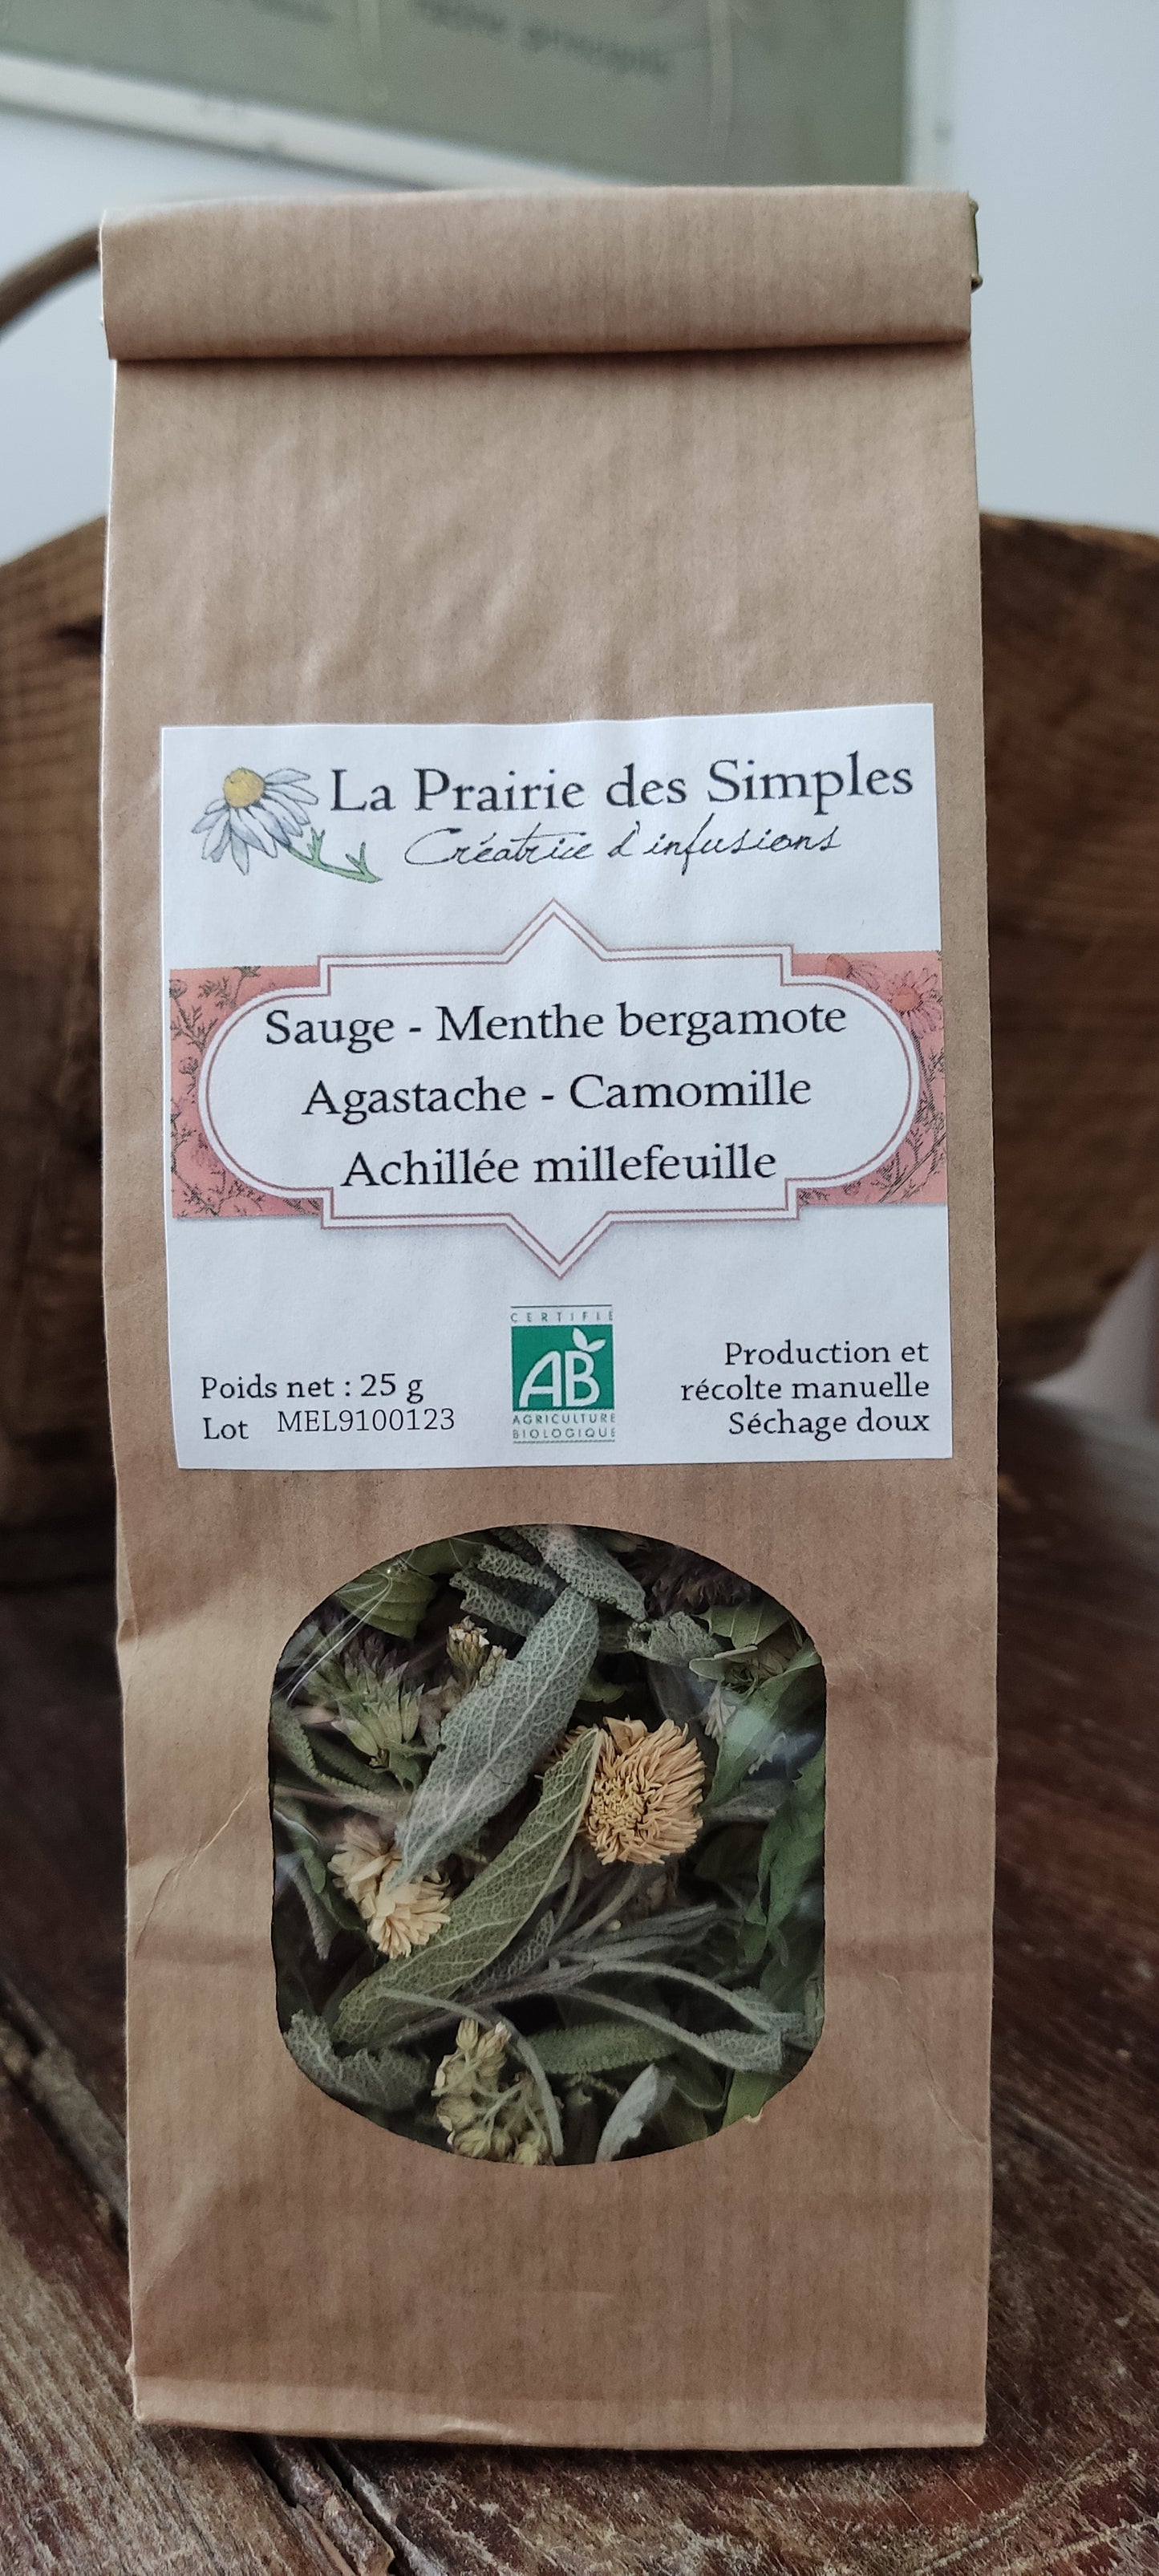 La Prairie des Simples
Créatrice d'infusions
Sauge - Menthe bergamote
Agastache - Camomille
Achillée millefeuille
CERTIFIÉ
AB
AGRICULTURE
BIOLOGIQUE
Poids net : 25 g
Lot MEL9100123
Production et
récolte manuelle
Séchage doux